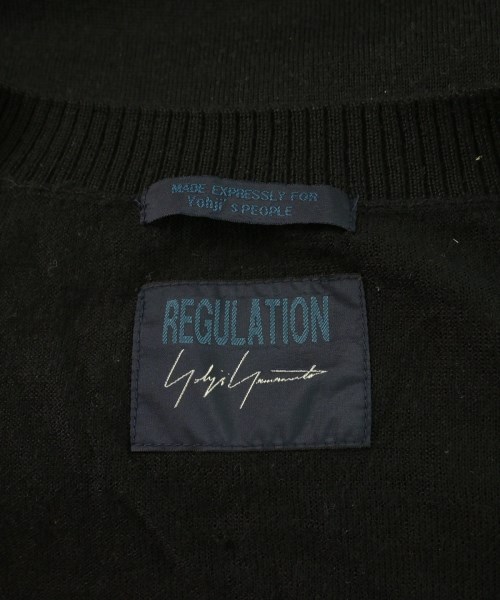 MADE EXPRESSLY FOR
Yohji's PEOPLE
REGULATION
Yohji Yamamoto